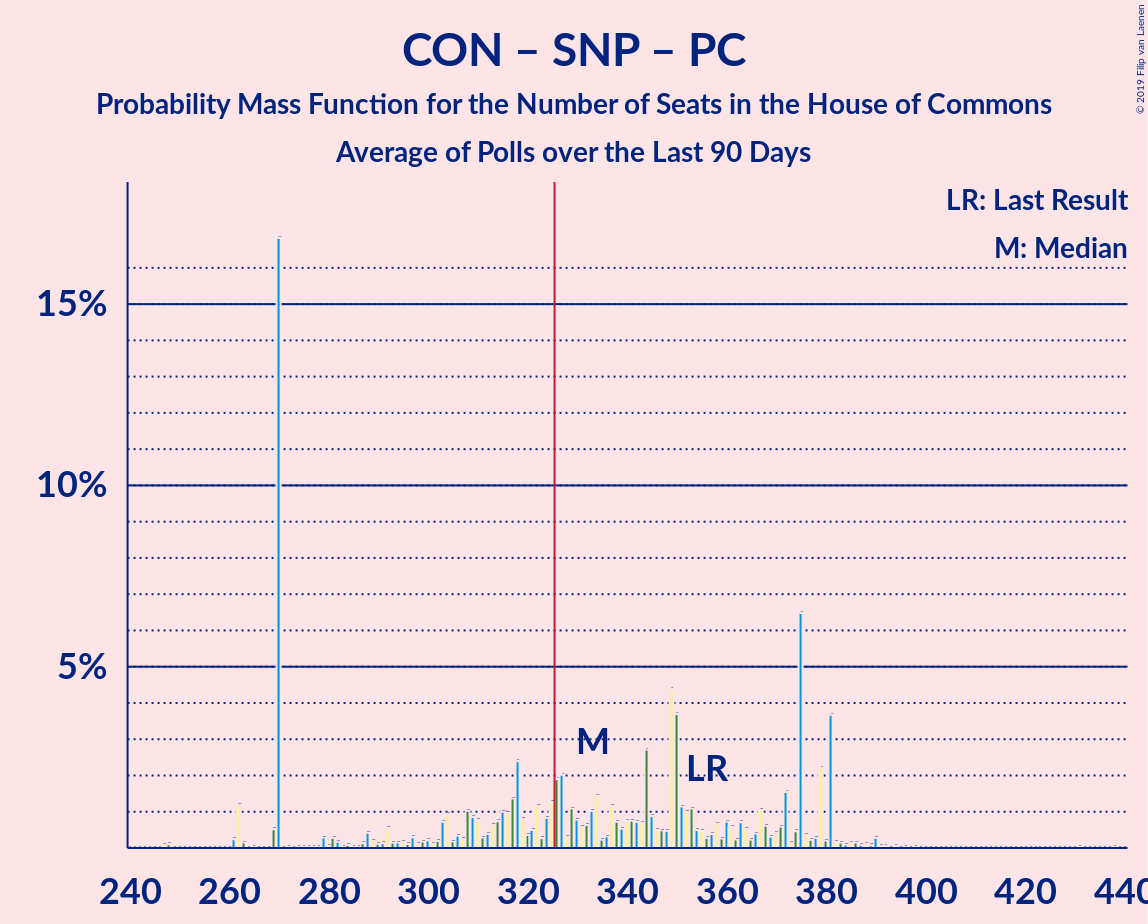 CON – SNP – PC
Probability Mass Function for the Number of Seats in the House of Commons
Average of Polls over the Last 90 Days
© 2019 Filip van Laenen
LR: Last Result
M: Median
15%
10%
5%
M
LR
240 260 280 300 320 340 360 380 400 420 440